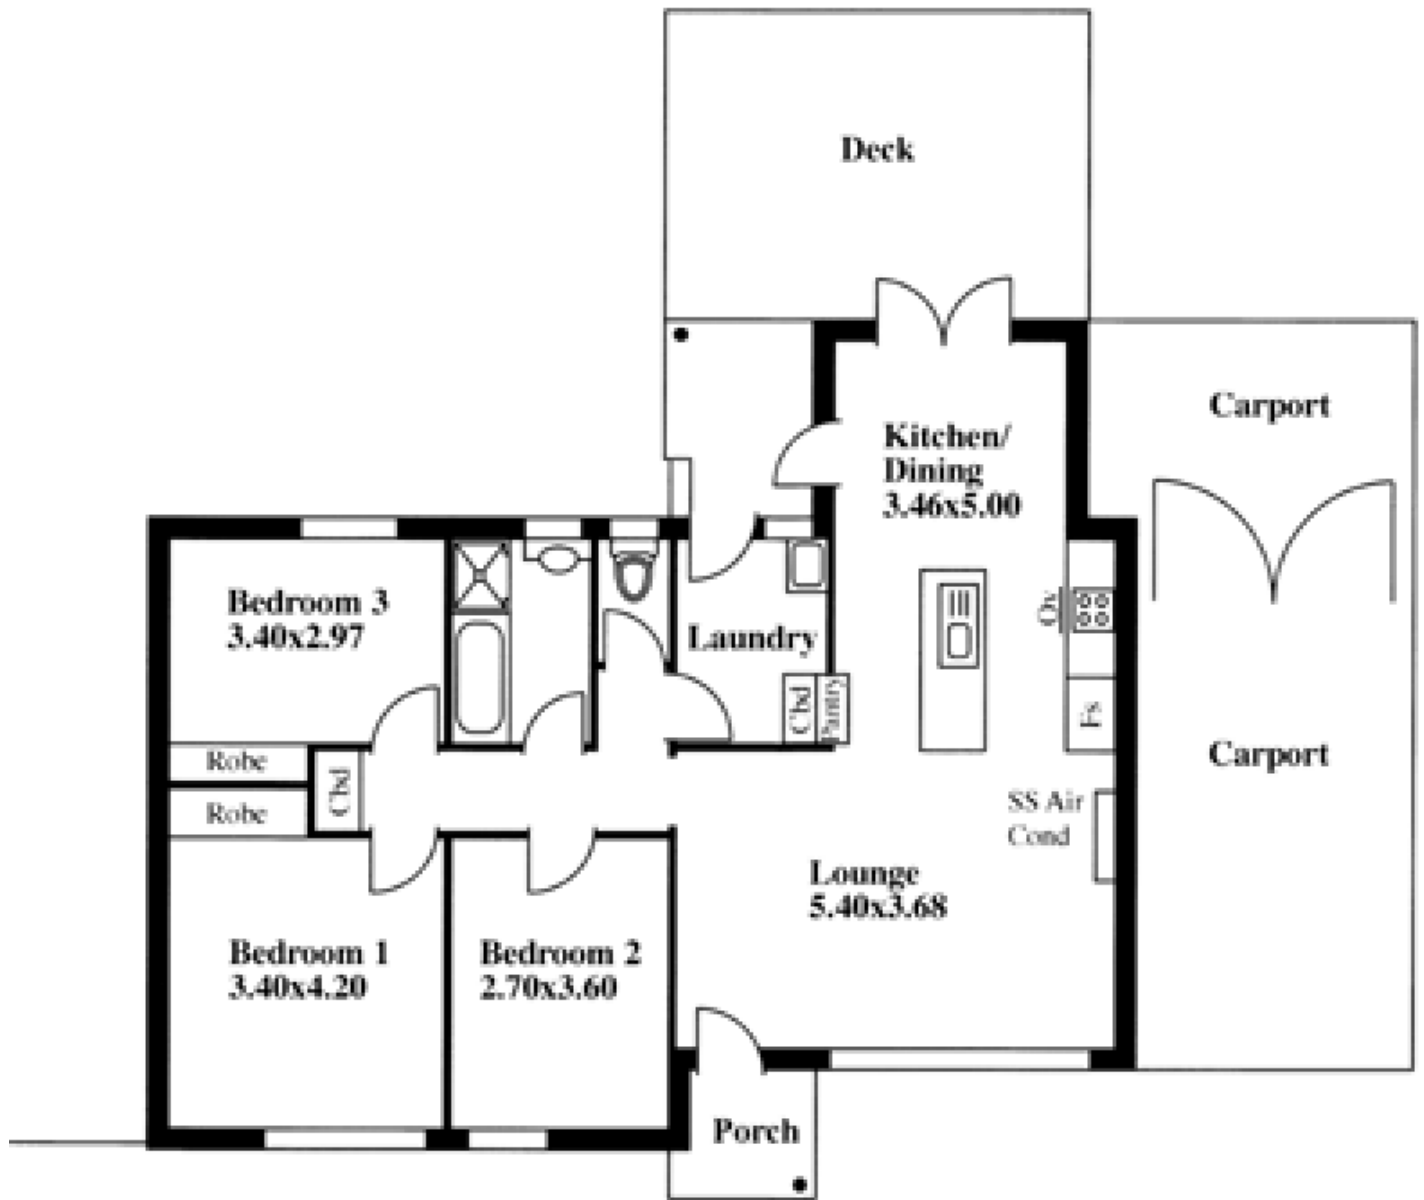 Deck
Carport
Kitchen/
Dining
3.46x5.00
Bedroom 3
3.40x2.97
Ov
Laundry
Cbd
Pantry
Fs
Carport
Robe
Cbd
Robe
SS Air
Cond
Lounge
5.40x3.68
Bedroom 1
3.40x4.20
Bedroom 2
2.70x3.60
Porch